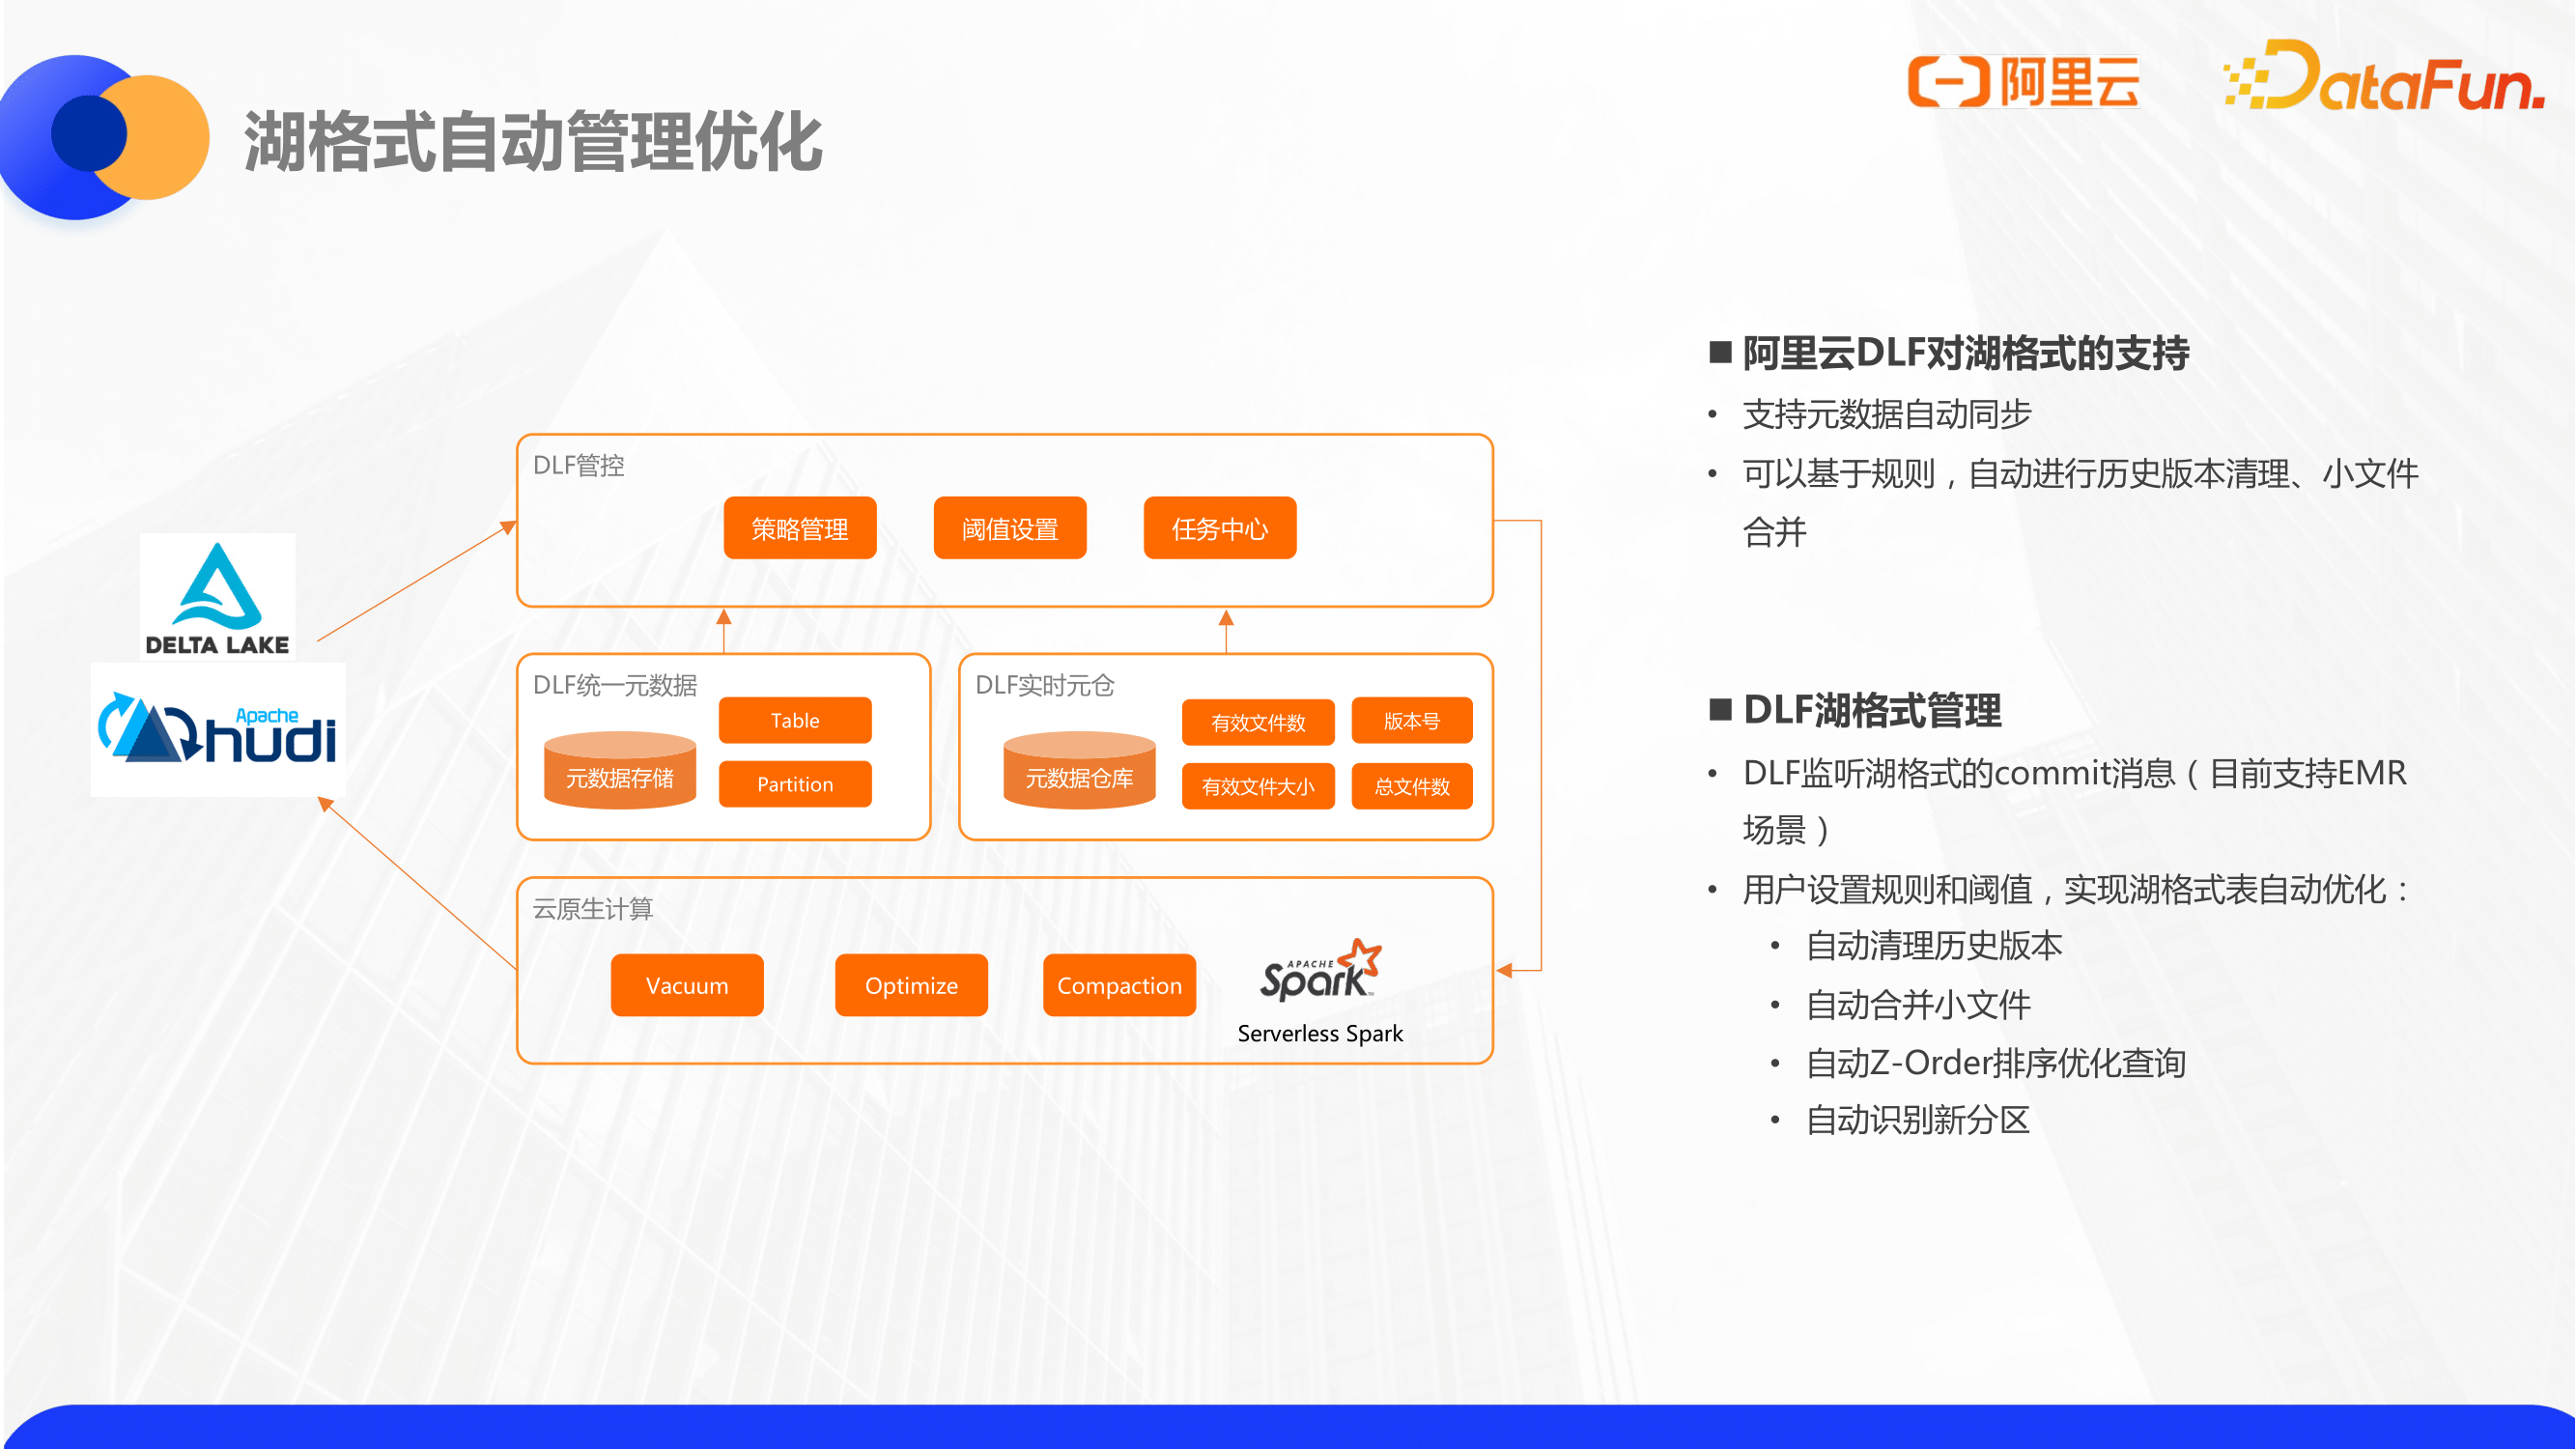 湖格式自动管理优化
阿里云
DataFun.
DLF管控
策略管理
阈值设置
任务中心
DELTA LAKE
Apache
hudi
DLF统一元数据
元数据存储
Table
Partition
DLF实时元仓
元数据仓库
有效文件数
版本号
有效文件大小
总文件数
云原生计算
Vacuum
Optimize
Compaction
APACHE
Spark
Serverless Spark
■ 阿里云DLF对湖格式的支持
• 支持元数据自动同步
• 可以基于规则，自动进行历史版本清理、小文件
合并
■ DLF湖格式管理
• DLF监听湖格式的commit消息（目前支持EMR
场景）
• 用户设置规则和阈值，实现湖格式表自动优化：
• 自动清理历史版本
• 自动合并小文件
• 自动Z-Order排序优化查询
• 自动识别新分区